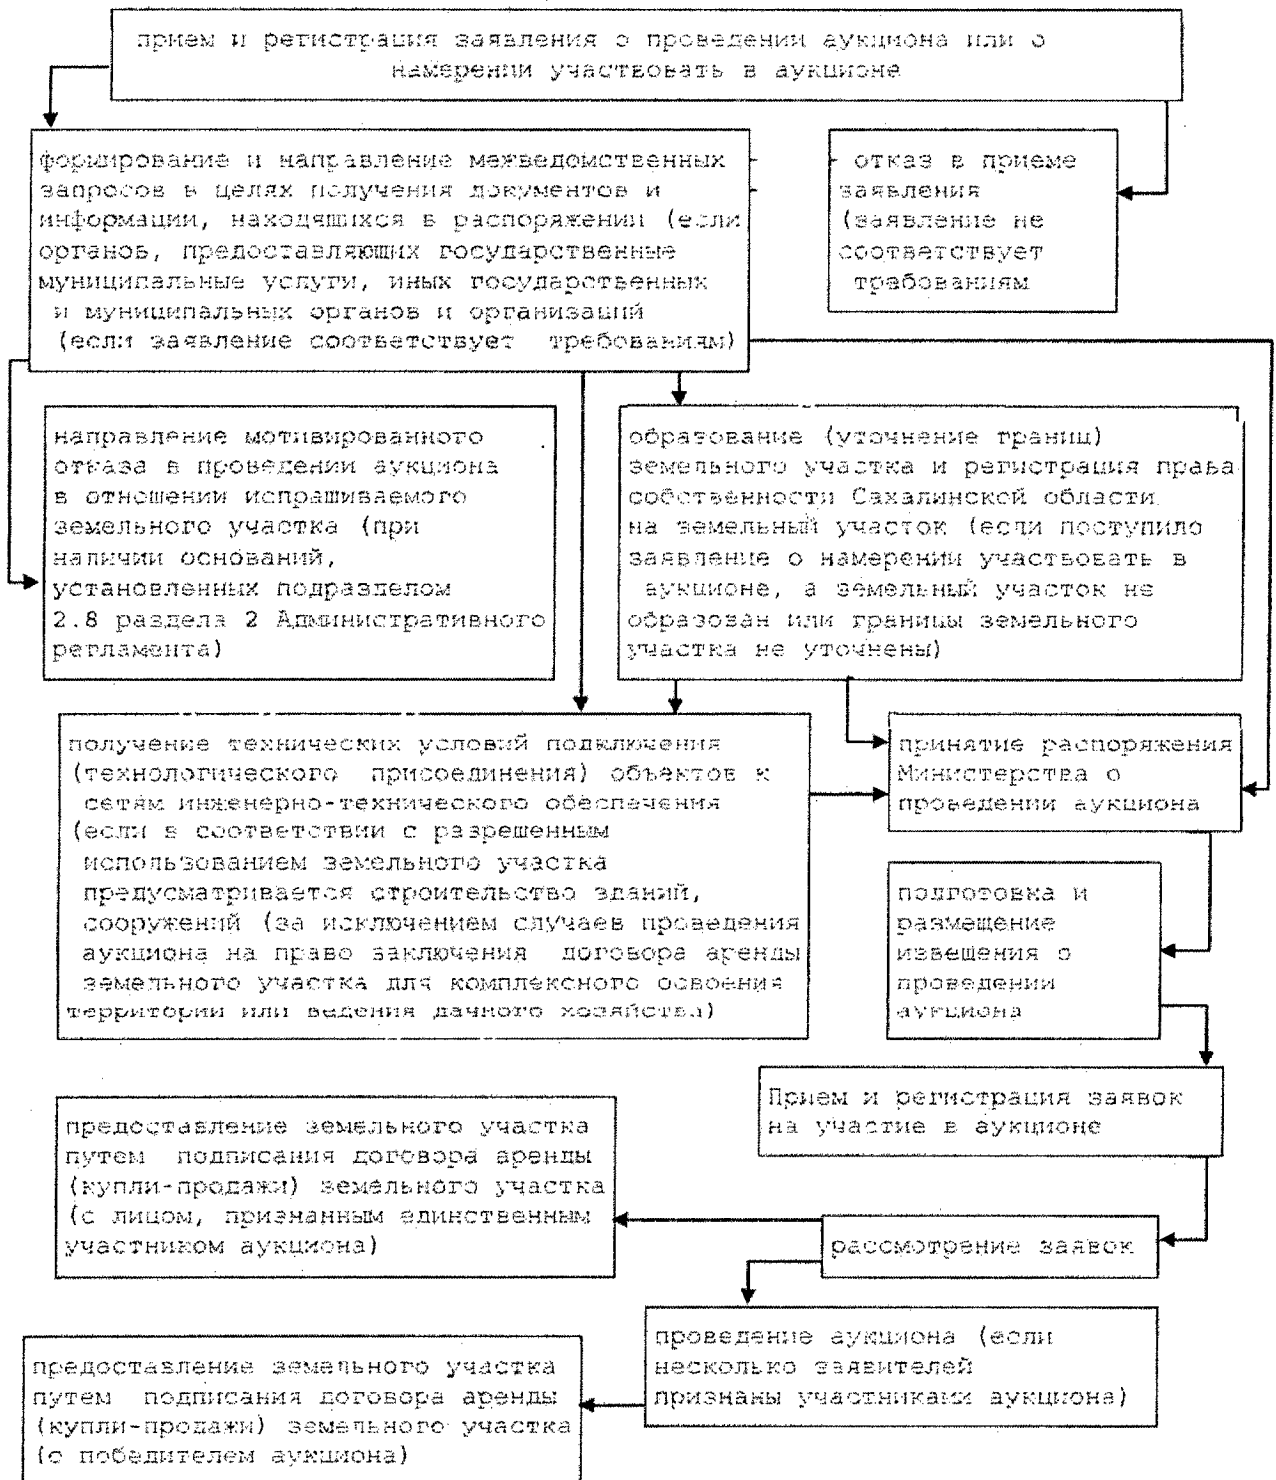 прием и регистрация заявления о проведении аукциона или о
намерении участвовать в аукционе
формирование и направление межведомственных
запросов в целях получения документов и
информации, находящихся в распоряжении (если
органов, предоставляющих государственные
муниципальные услуги, иных государственных
и муниципальных органов и организаций
(если заявление соответствует требованиям)
- отказ в приеме
заявления
(заявление не
соответствует
требованиям
направление мотивированного
отказа в проведении аукциона
в отношении испрашиваемого
земельного участка (при
наличии оснований,
установленных подразделом
2.8 раздела 2 Административного
регламента)
образование (уточнение границ)
земельного участка и регистрация права
собственности Сахалинской области
на земельный участок (если поступило
заявление о намерении участвовать в
аукционе, а земельный участок не
образован или границы земельного
участка не уточнены)
получение технических условий подключения
(технологического присоединения) объектов к
сетям инженерно-технического обеспечения
(если в соответствии с разрешенным
использованием земельного участка
предусматривается строительство зданий,
сооружений (за исключением случаев проведения
аукциона на право заключения договора аренды
земельного участка для комплексного освоения
территории или ведения дачного хозяйства)
принятие распоряжения
Министерства о
проведении аукциона
подготовка и
размещение
извещения о
проведении
аукциона
Прием и регистрация заявок
на участие в аукционе
предоставление земельного участка
путем подписания договора аренды
(купли-продажи) земельного участка
(с лицом, признанным единственным
участником аукциона)
рассмотрение заявок
проведение аукциона (если
несколько заявителей
признаны участниками аукциона)
предоставление земельного участка
путем подписания договора аренды
(купли-продажи) земельного участка
(с победителем аукциона)